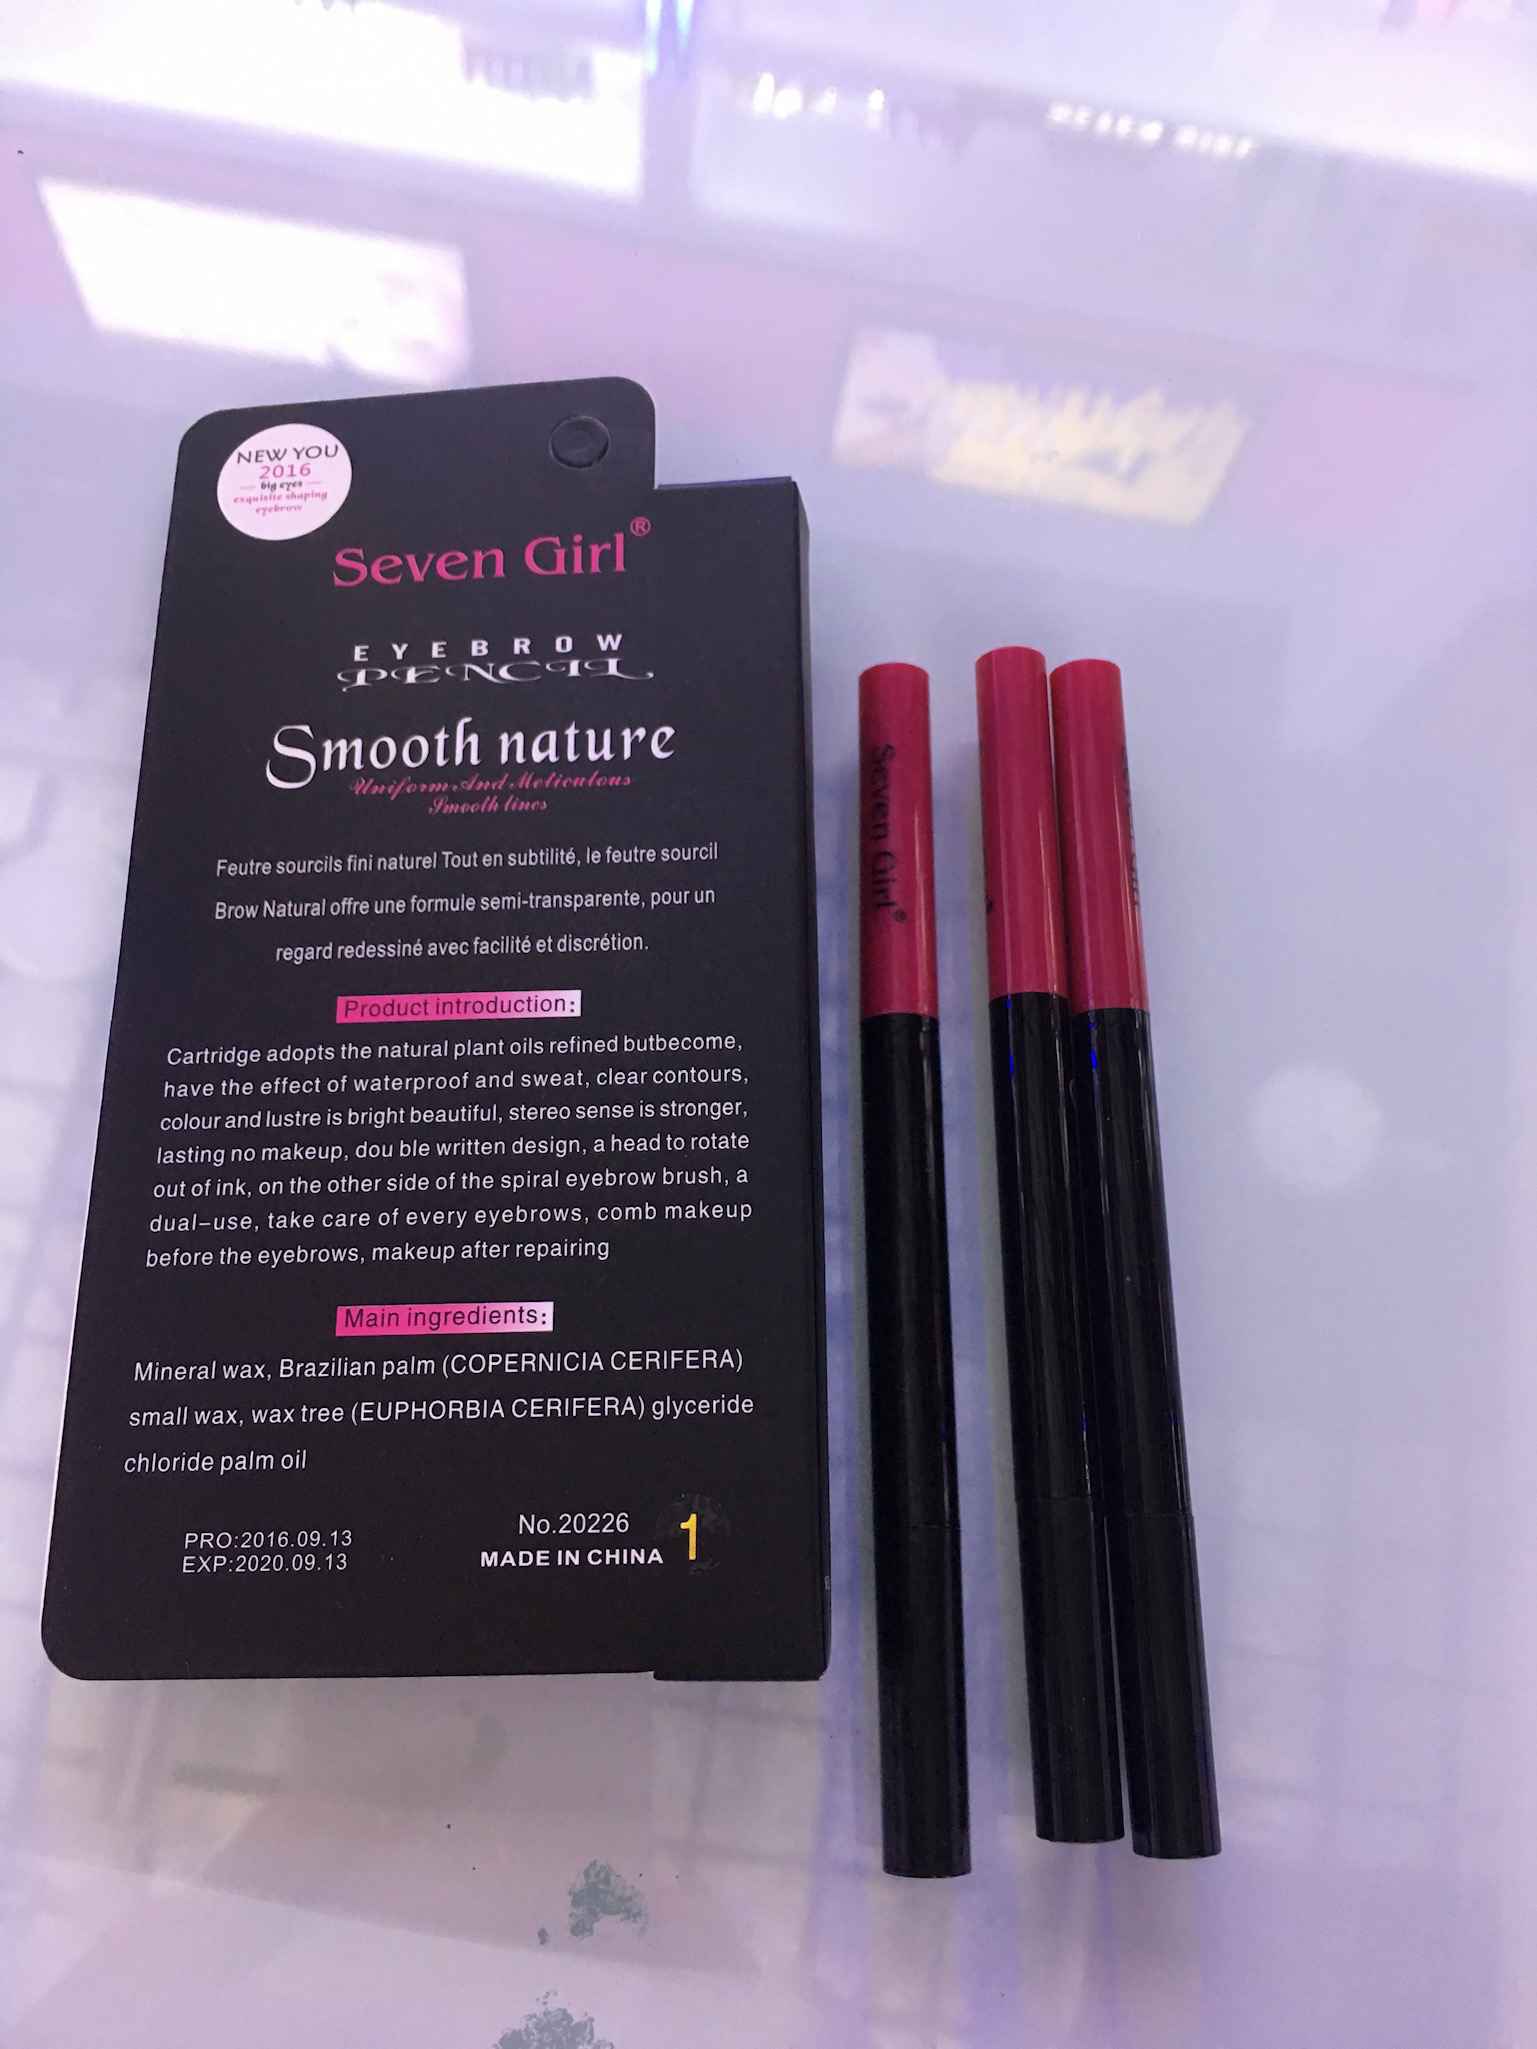 NEW YOU
2016
big eyes
exquisite shaping
eyebrow
Seven Girl®
EYEBROW
PENCIL
Smooth nature
Uniform And Meticulous
Smooth lines
Feutre sourcils fini naturel Tout en subtilité, le feutre sourcil
Brow Natural offre une formule semi-transparente, pour un
regard redessiné avec facilité et discrétion.
Product introduction:
Cartridge adopts the natural plant oils refined butbecome,
have the effect of waterproof and sweat, clear contours,
colour and lustre is bright beautiful, stereo sense is stronger,
lasting no makeup, dou ble written design, a head to rotate
out of ink, on the other side of the spiral eyebrow brush, a
dual-use, take care of every eyebrows, comb makeup
before the eyebrows, makeup after repairing
Main ingredients:
Mineral wax, Brazilian palm (COPERNICIA CERIFERA)
small wax, wax tree (EUPHORBIA CERIFERA) glyceride
chloride palm oil
PRO:2016.09.13
EXP:2020.09.13
No.20226
MADE IN CHINA
1
Seven Girl®